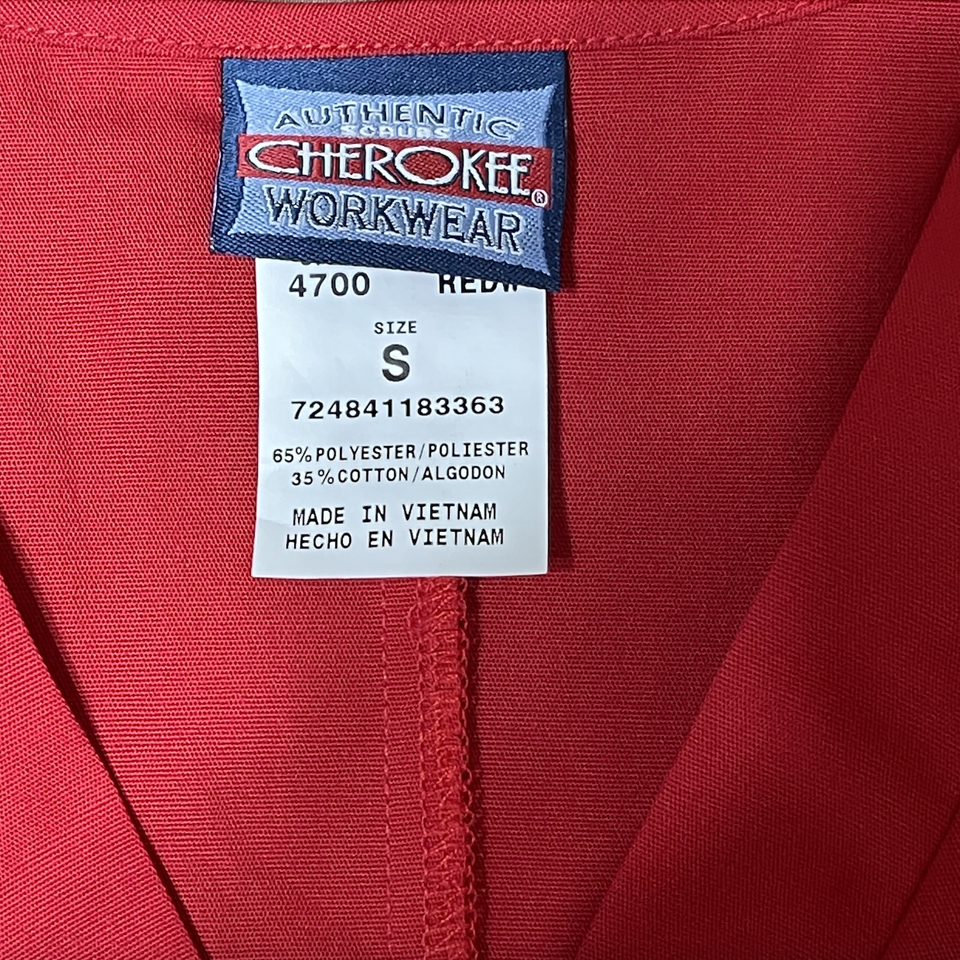 AUTHENTIC
SCRUBS
CHEROKEE®
WORKWEAR
4700 REDW
SIZE
S
724841183363
65%POLYESTER/POLIESTER
35%COTTON/ALGODON
MADE IN VIETNAM
HECHO EN VIETNAM